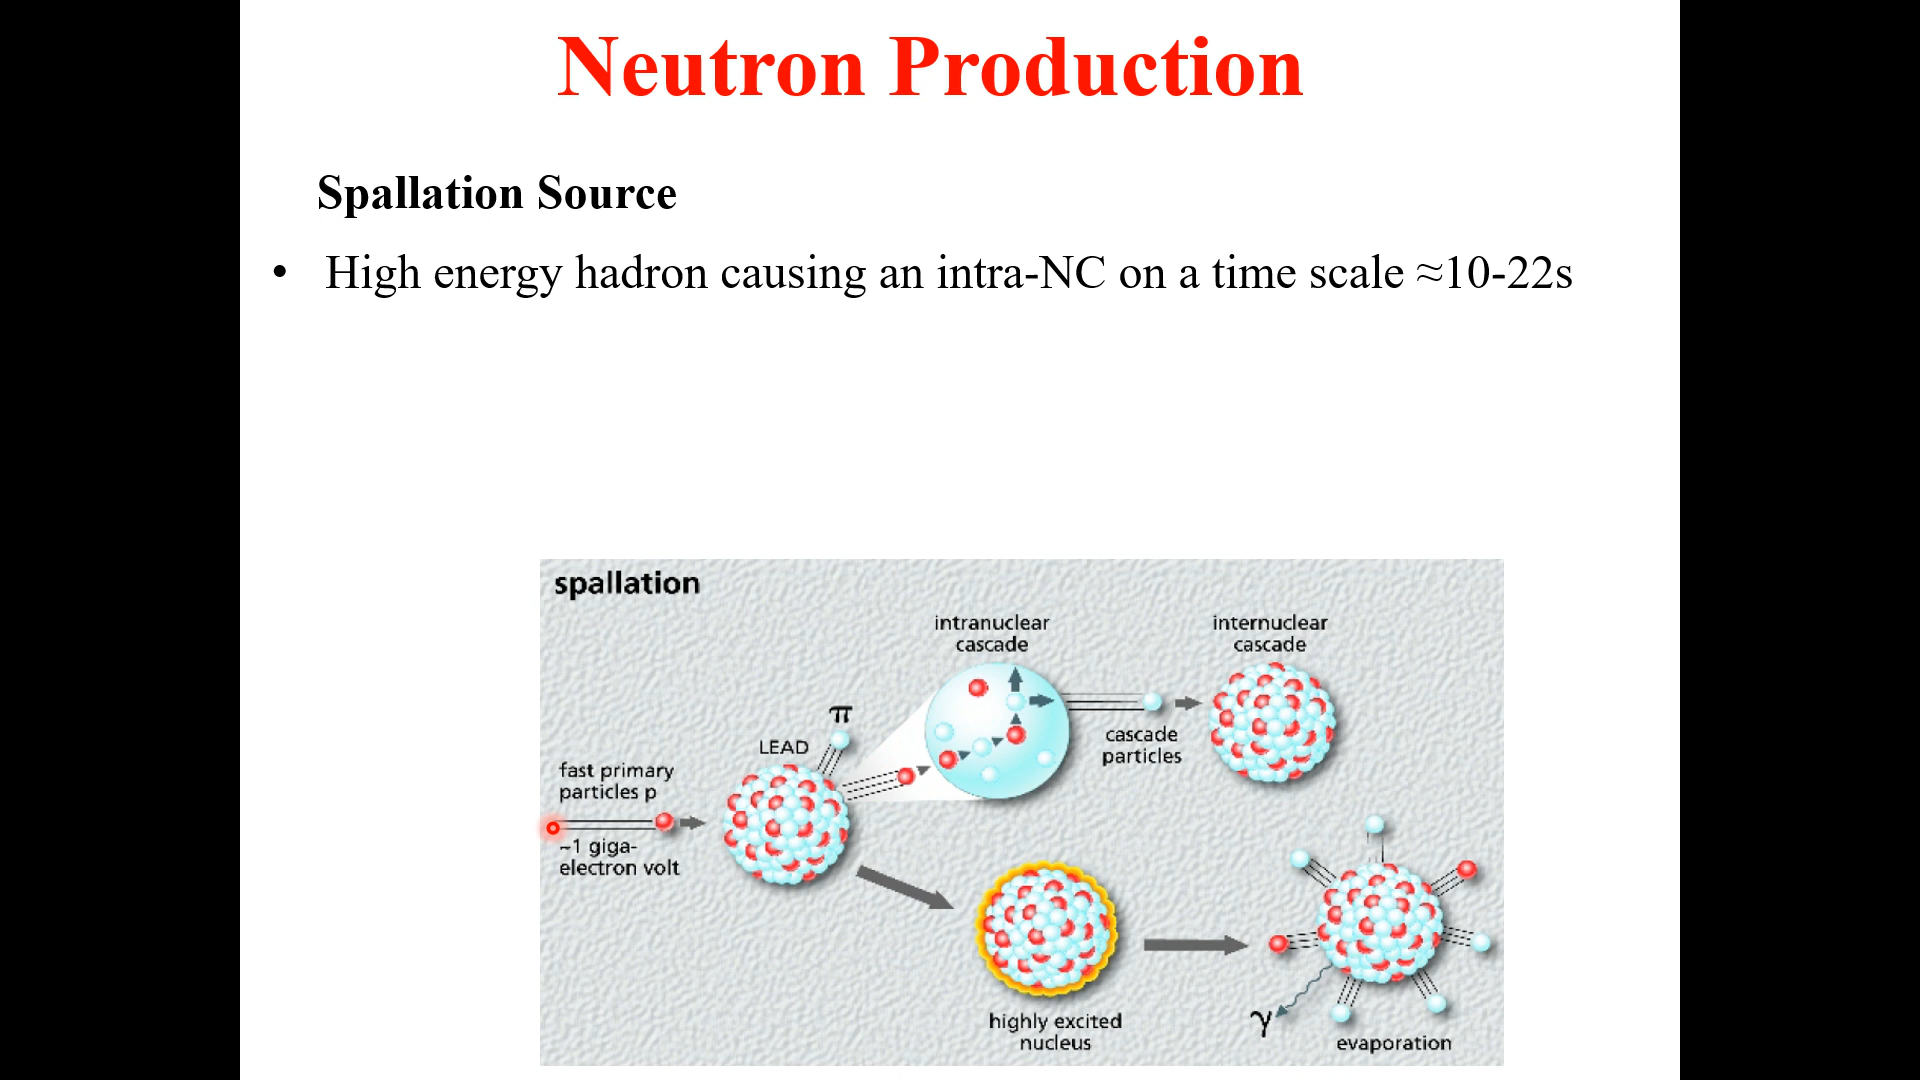 Neutron Production
Spallation Source
• High energy hadron causing an intra-NC on a time scale ≈10-22s
spallation
intranuclear
cascade
internuclear
cascade
π
LEAD
cascade
particles
fast primary
particles p
~1 giga-
electron volt
highly excited
nucleus
γ
evaporation